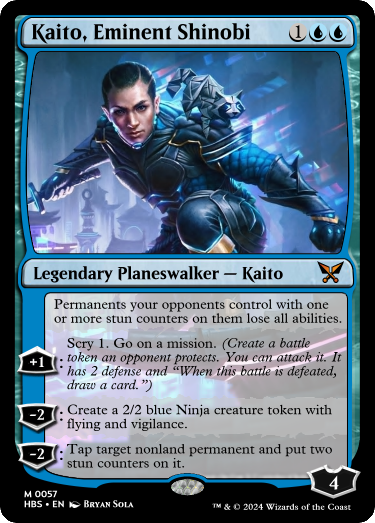 Kaito, Eminent Shinobi 1
Legendary Planeswalker — Kaito
Permanents your opponents control with one
or more stun counters on them lose all abilities.
+1: Scry 1. Go on a mission. (Create a battle
token an opponent protects. You can attack it. It
has 2 defense and “When this battle is defeated,
draw a card.”)
-2: Create a 2/2 blue Ninja creature token with
flying and vigilance.
-2: Tap target nonland permanent and put two
stun counters on it.
4
M 0057
HBS • EN Bryan Sola
™ & © 2024 Wizards of the Coast